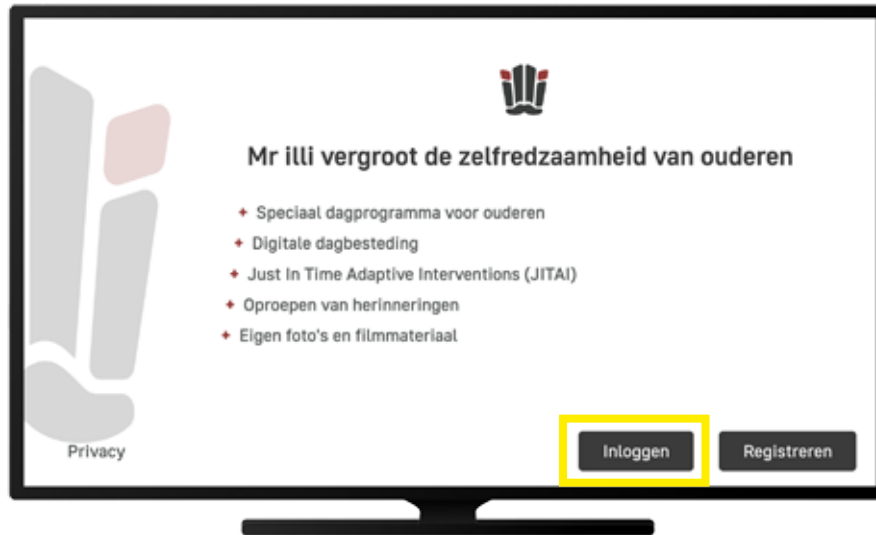 Mr illi vergroot de zelfredzaamheid van ouderen
Speciaal dagprogramma voor ouderen
Digitale dagbesteding
Just In Time Adaptive Interventions (JITAI)
Oproepen van herinneringen
Eigen foto's en filmmateriaal
Privacy
Inloggen
Registreren